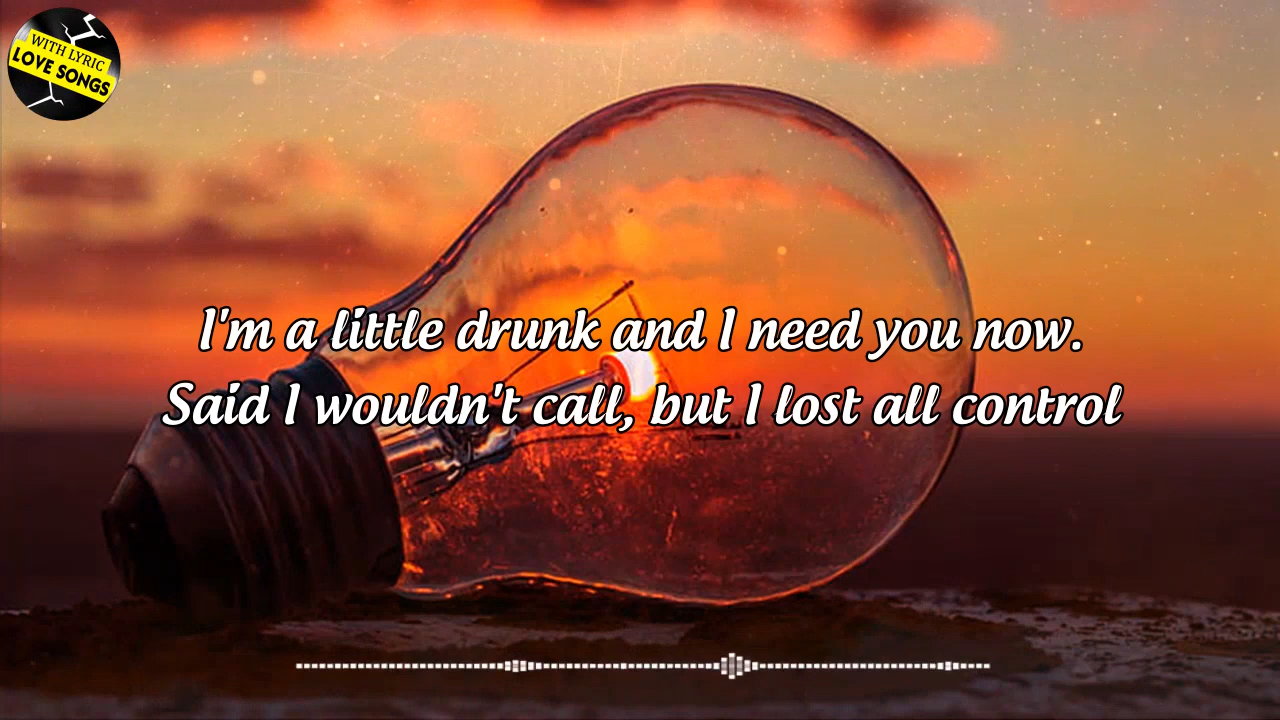 WITH LYRIC
LOVE SONGS
I'm a little drunk and I need you now.
Said I wouldn't call, but I lost all control